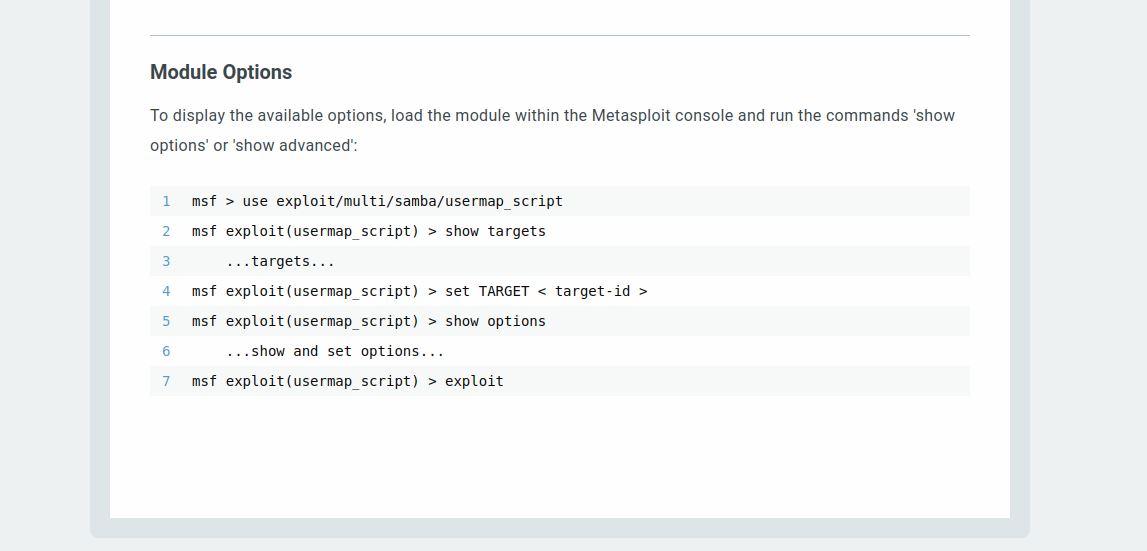 Module Options
To display the available options, load the module within the Metasploit console and run the commands 'show
options' or 'show advanced':
1 msf > use exploit/multi/samba/usermap_script
2 msf exploit(usermap_script) > show targets
3 ...targets...
4 msf exploit(usermap_script) > set TARGET < target-id >
5 msf exploit(usermap_script) > show options
6 ...show and set options...
7 msf exploit(usermap_script) > exploit